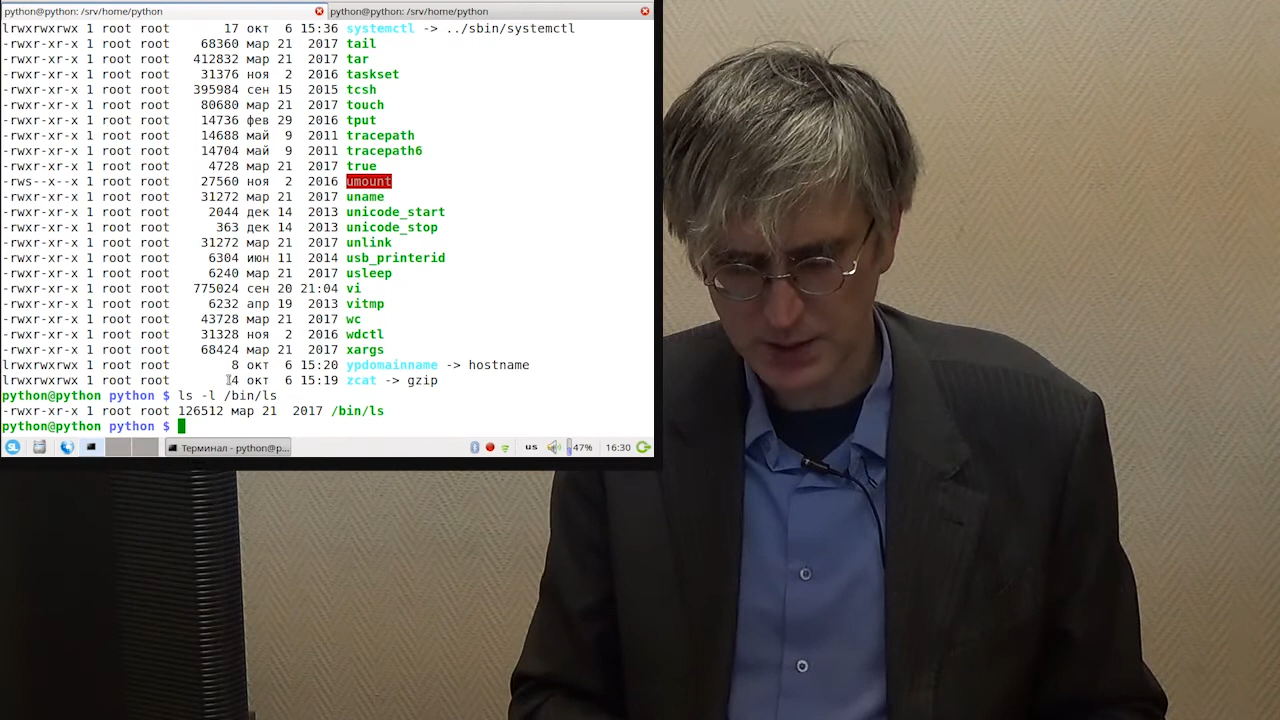 python@python: /srv/home/python python@python: /srv/home/python
lrwxrwxrwx 1 root root 17 окт 6 15:36 systemctl -> ../sbin/systemctl
-rwxr-xr-x 1 root root 68360 мар 21 2017 tail
-rwxr-xr-x 1 root root 412832 мар 21 2017 tar
-rwxr-xr-x 1 root root 31376 ноя 2 2016 taskset
-rwxr-xr-x 1 root root 395984 сен 15 2015 tcsh
-rwxr-xr-x 1 root root 80680 мар 21 2017 touch
-rwxr-xr-x 1 root root 14736 фев 29 2016 tput
-rwxr-xr-x 1 root root 14688 май 9 2011 tracepath
-rwxr-xr-x 1 root root 14704 май 9 2011 tracepath6
-rwxr-xr-x 1 root root 4728 мар 21 2017 true
-rws--x--x 1 root root 27560 ноя 2 2016 umount
-rwxr-xr-x 1 root root 31272 мар 21 2017 uname
-rwxr-xr-x 1 root root 2044 дек 14 2013 unicode_start
-rwxr-xr-x 1 root root 363 дек 14 2013 unicode_stop
-rwxr-xr-x 1 root root 31272 мар 21 2017 unlink
-rwxr-xr-x 1 root root 6304 июн 11 2014 usb_printerid
-rwxr-xr-x 1 root root 6240 мар 21 2017 usleep
-rwxr-xr-x 1 root root 775024 сен 20 21:04 vi
-rwxr-xr-x 1 root root 6232 апр 19 2013 vitmp
-rwxr-xr-x 1 root root 43728 мар 21 2017 wc
-rwxr-xr-x 1 root root 31328 ноя 2 2016 wdctl
-rwxr-xr-x 1 root root 68424 мар 21 2017 xargs
lrwxrwxrwx 1 root root 8 окт 6 15:20 ypdomainname -> hostname
lrwxrwxrwx 1 root root 4 окт 6 15:19 zcat -> gzip
python@python python $ ls -l /bin/ls
-rwxr-xr-x 1 root root 126512 мар 21 2017 /bin/ls
python@python python $
SL Терминал - python@p... us 47% 16:30